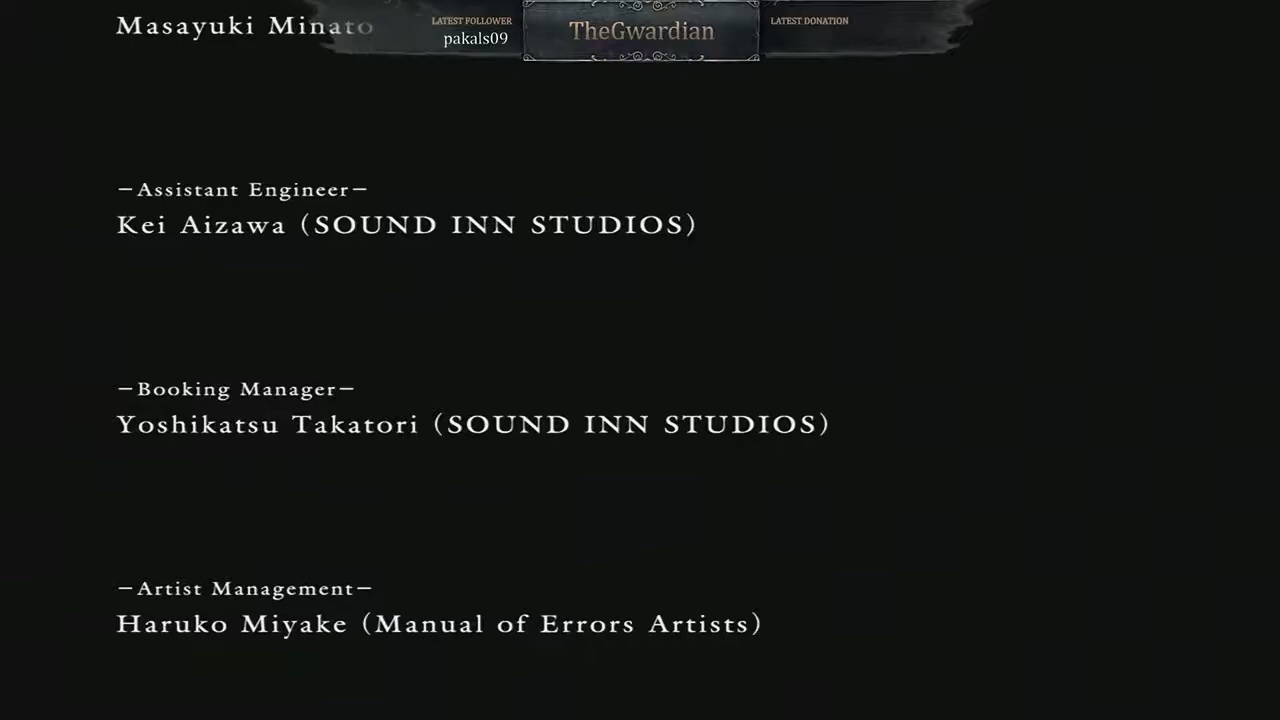 Masayuki Minato
LATEST FOLLOWER
pakals09
TheGwardian
LATEST DONATION
—Assistant Engineer—
Kei Aizawa (SOUND INN STUDIOS)
—Booking Manager—
Yoshikatsu Takatori (SOUND INN STUDIOS)
—Artist Management—
Haruko Miyake (Manual of Errors Artists)